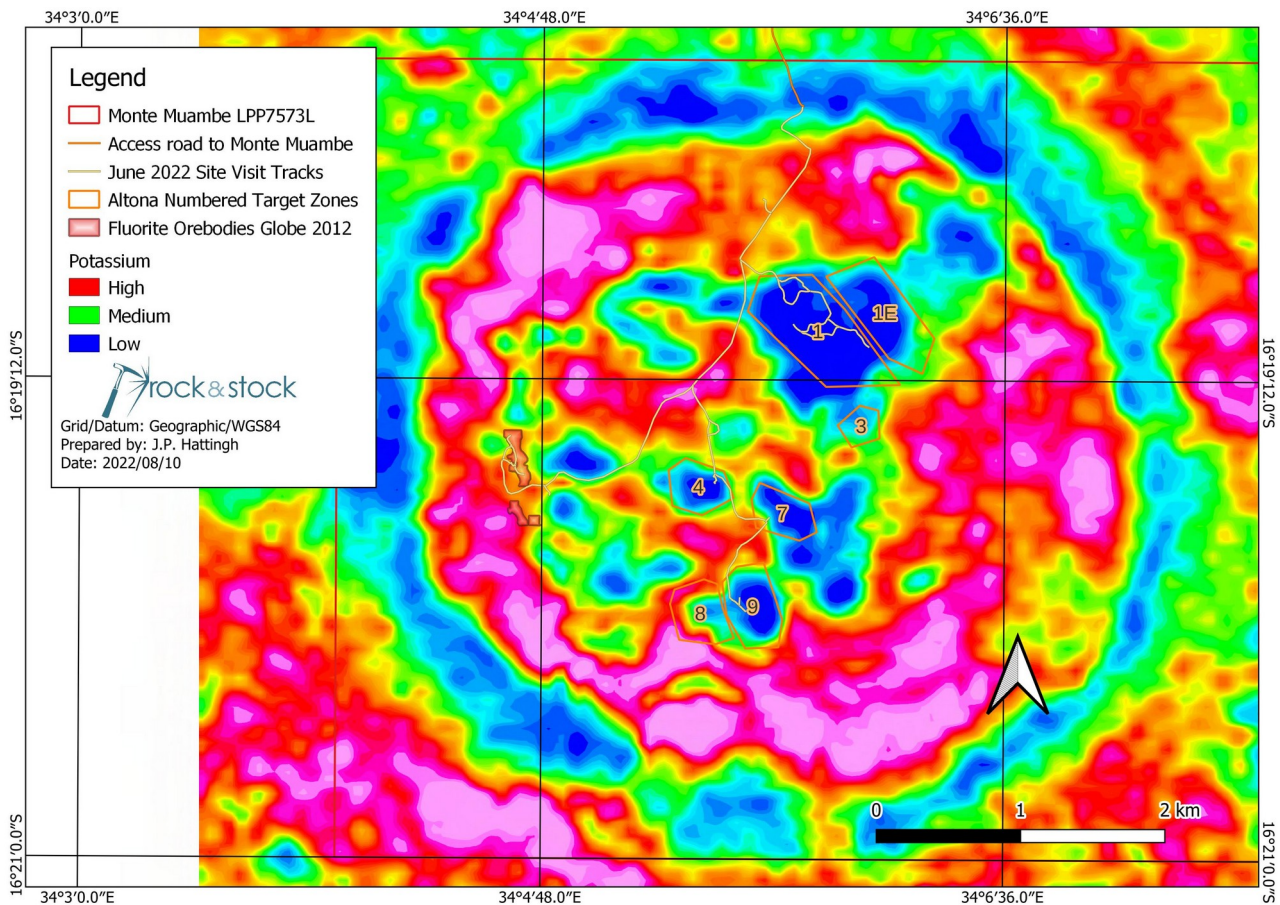 34°3'0.0"E
34°4'48.0"E
34°6'36.0"E
Legend
Monte Muambe LPP7573L
Access road to Monte Muambe
June 2022 Site Visit Tracks
Altona Numbered Target Zones
Fluorite Orebodies Globe 2012
Potassium
High
Medium
Low
rock&stock
Grid/Datum: Geographic/WGS84
Prepared by: J.P. Hattingh
Date: 2022/08/10
16°19'12.0"S
16°19'12.0"S
1
1E
3
4
7
8
9
0
1
2 km
16°21'0.0"S
16°21'0.0"S
34°3'0.0"E
34°4'48.0"E
34°6'36.0"E